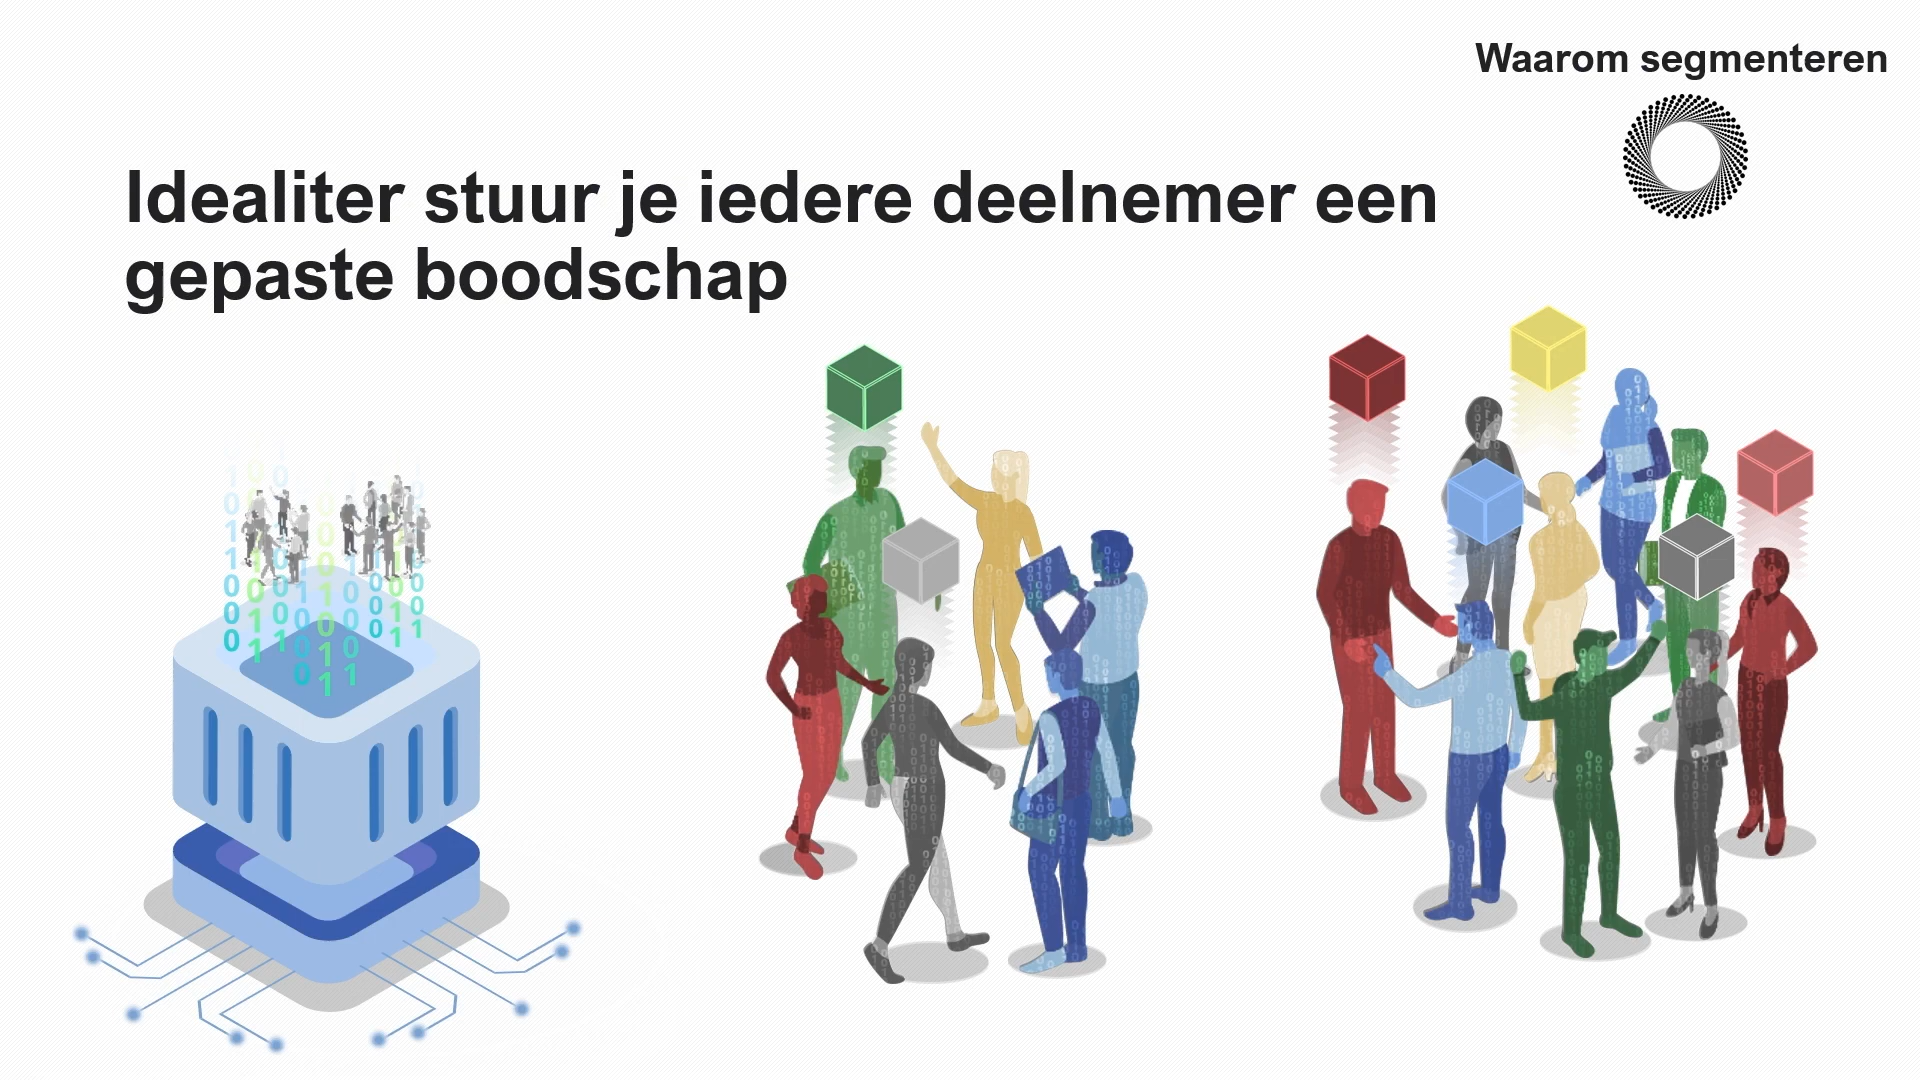 Waarom segmenteren
Idealiter stuur je iedere deelnemer een
gepaste boodschap